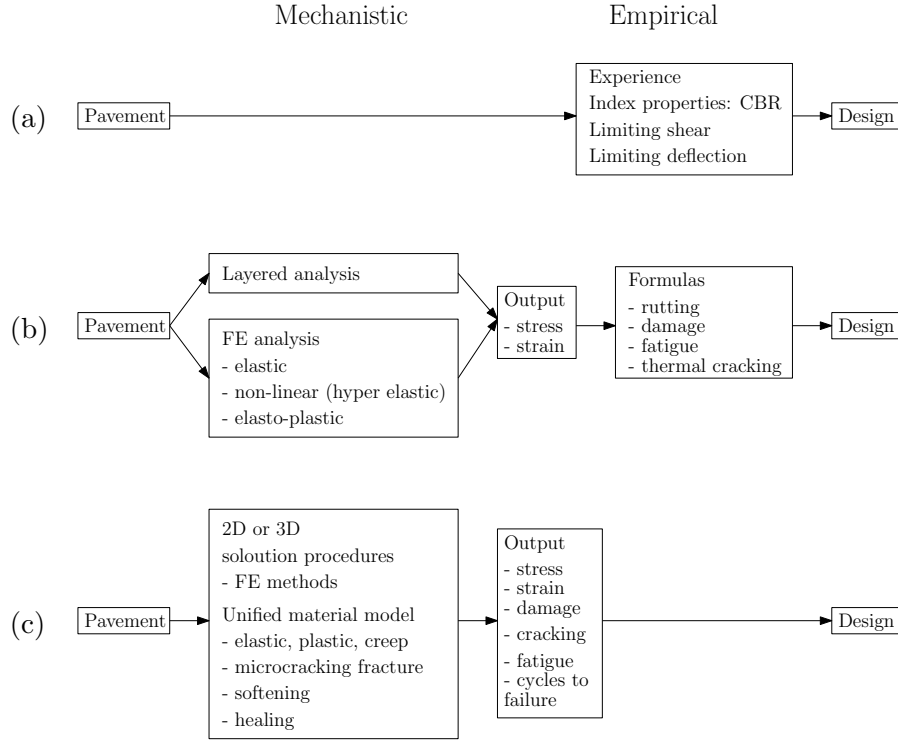 Mechanistic
Empirical
(a)
Pavement
Experience
Index properties: CBR
Limiting shear
Limiting deflection
Design
(b)
Pavement
Layered analysis
FE analysis
- elastic
- non-linear (hyper elastic)
- elasto-plastic
Output
- stress
- strain
Formulas
- rutting
- damage
- fatigue
- thermal cracking
Design
(c)
Pavement
2D or 3D
soloution procedures
- FE methods
Unified material model
- elastic, plastic, creep
- microcracking fracture
- softening
- healing
Output
- stress
- strain
- damage
- cracking
- fatigue
- cycles to
failure
Design